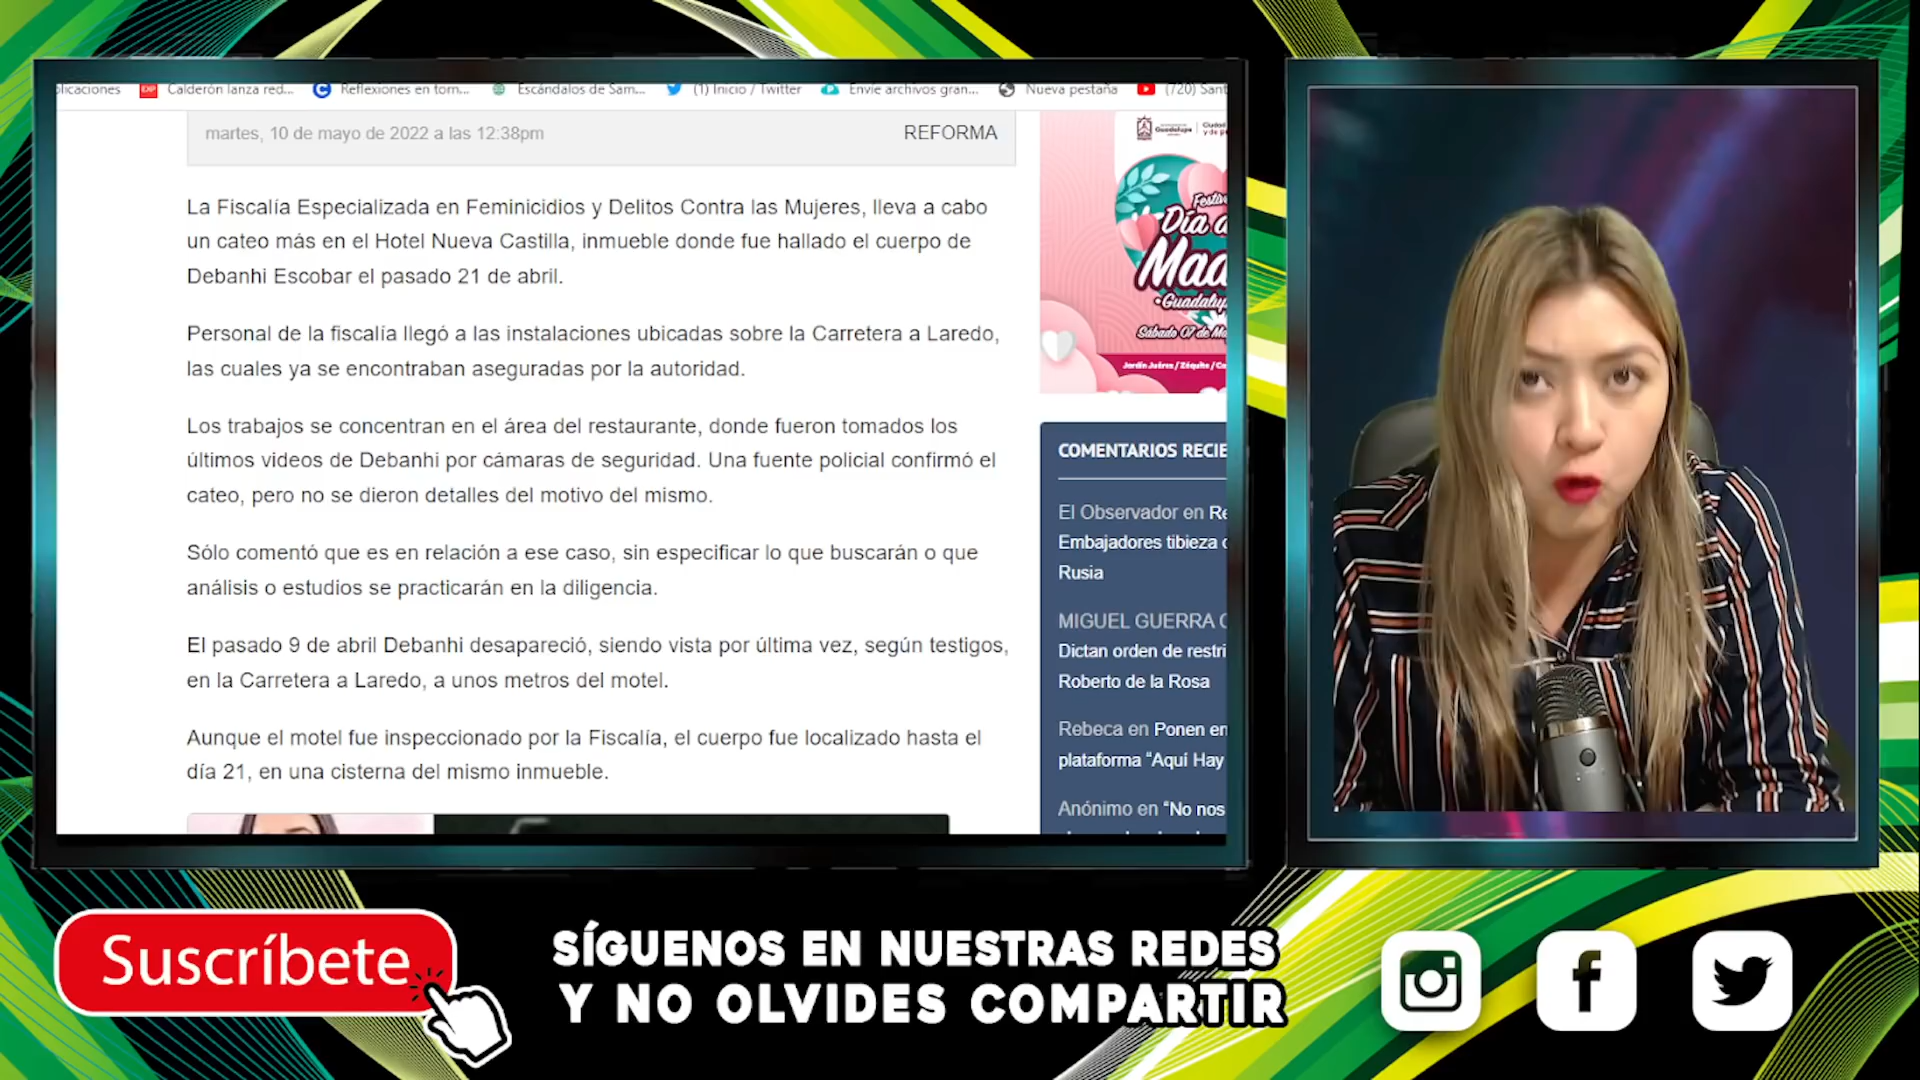 Calderón lanza red...
Reflexiones en torn...
Escándalos de Sam...
(1) Inicio / Twitter
Envíe archivos gran...
Nueva pestaña
(720) Sant
martes, 10 de mayo de 2022 a las 12:38pm
REFORMA
La Fiscalía Especializada en Feminicidios y Delitos Contra las Mujeres, lleva a cabo
un cateo más en el Hotel Nueva Castilla, inmueble donde fue hallado el cuerpo de
Debanhi Escobar el pasado 21 de abril.
Personal de la fiscalía llegó a las instalaciones ubicadas sobre la Carretera a Laredo,
las cuales ya se encontraban aseguradas por la autoridad.
Los trabajos se concentran en el área del restaurante, donde fueron tomados los
últimos videos de Debanhi por cámaras de seguridad. Una fuente policial confirmó el
cateo, pero no se dieron detalles del motivo del mismo.
Sólo comentó que es en relación a ese caso, sin especificar lo que buscarán o que
análisis o estudios se practicarán en la diligencia.
El pasado 9 de abril Debanhi desapareció, siendo vista por última vez, según testigos,
en la Carretera a Laredo, a unos metros del motel.
Aunque el motel fue inspeccionado por la Fiscalía, el cuerpo fue localizado hasta el
día 21, en una cisterna del mismo inmueble.
Guadalupe
Ciudad
Día
Sábado 07 de
Jardín Juárez /
COMENTARIOS RECIE
El Observador en Re
Embajadores tibieza
Rusia
MIGUEL GUERRA
Dictan orden de restri
Roberto de la Rosa
Rebeca en Ponen en
plataforma “Aquí Hay
Anónimo en “No nos
Suscríbete
SÍGUENOS EN NUESTRAS REDES
Y NO OLVIDES COMPARTIR